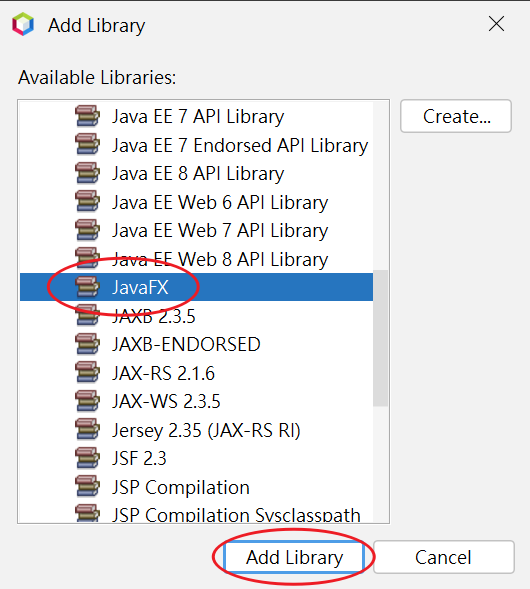 Add Library
Available Libraries:
Java EE 7 API Library
Create...
Java EE 7 Endorsed API Library
Java EE 8 API Library
Java EE Web 6 API Library
Java EE Web 7 API Library
Java EE Web 8 API Library
JavaFX
JAXB 2.3.5
JAXB-ENDORSED
JAX-RS 2.1.6
JAX-WS 2.3.5
Jersey 2.35 (JAX-RS RI)
JSF 2.3
JSP Compilation
JSP Compilation Sysclasspath
Add Library
Cancel